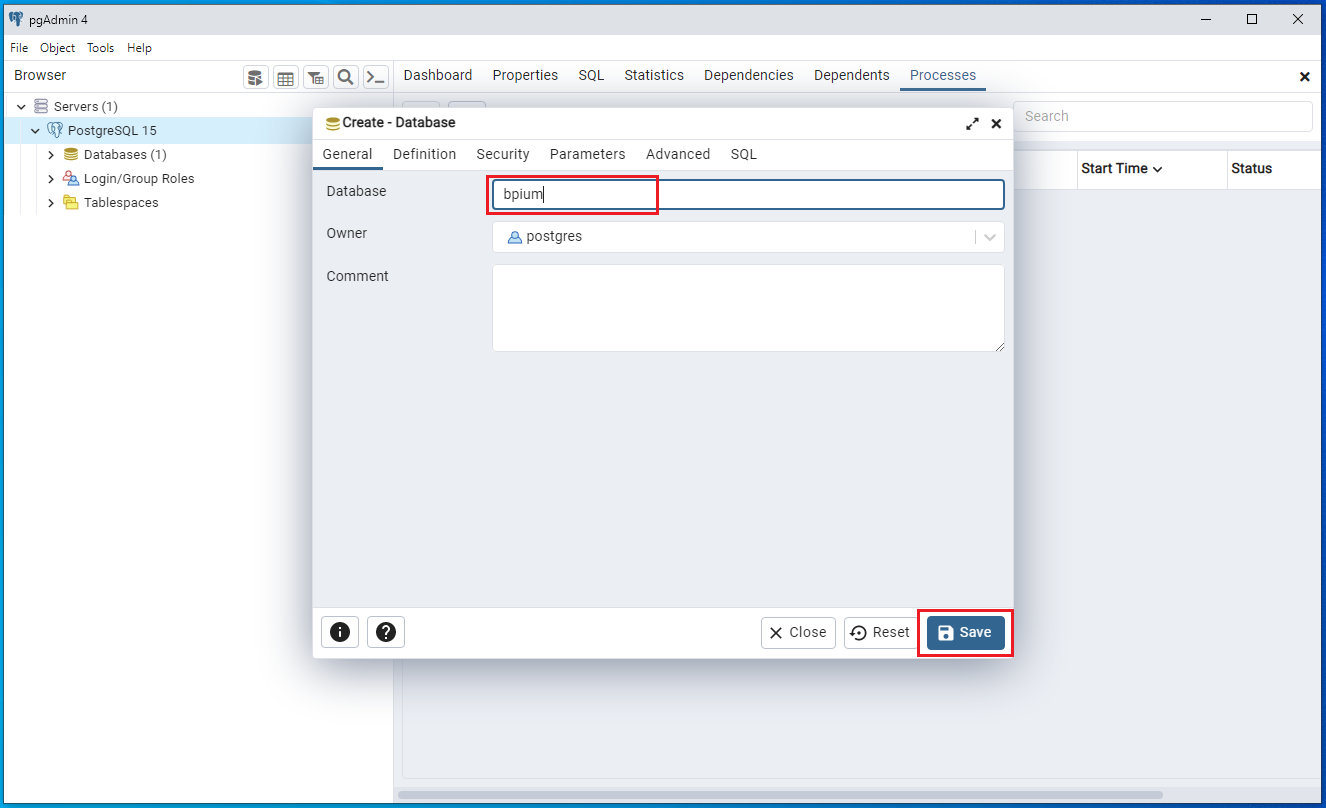 pgAdmin 4
File Object Tools Help
Browser
Dashboard Properties SQL Statistics Dependencies Dependents Processes
Servers (1)
PostgreSQL 15
Databases (1)
Login/Group Roles
Tablespaces
Search
Start Time Status
Create - Database
General Definition Security Parameters Advanced SQL
Database bpium
Owner postgres
Comment
Close Reset Save